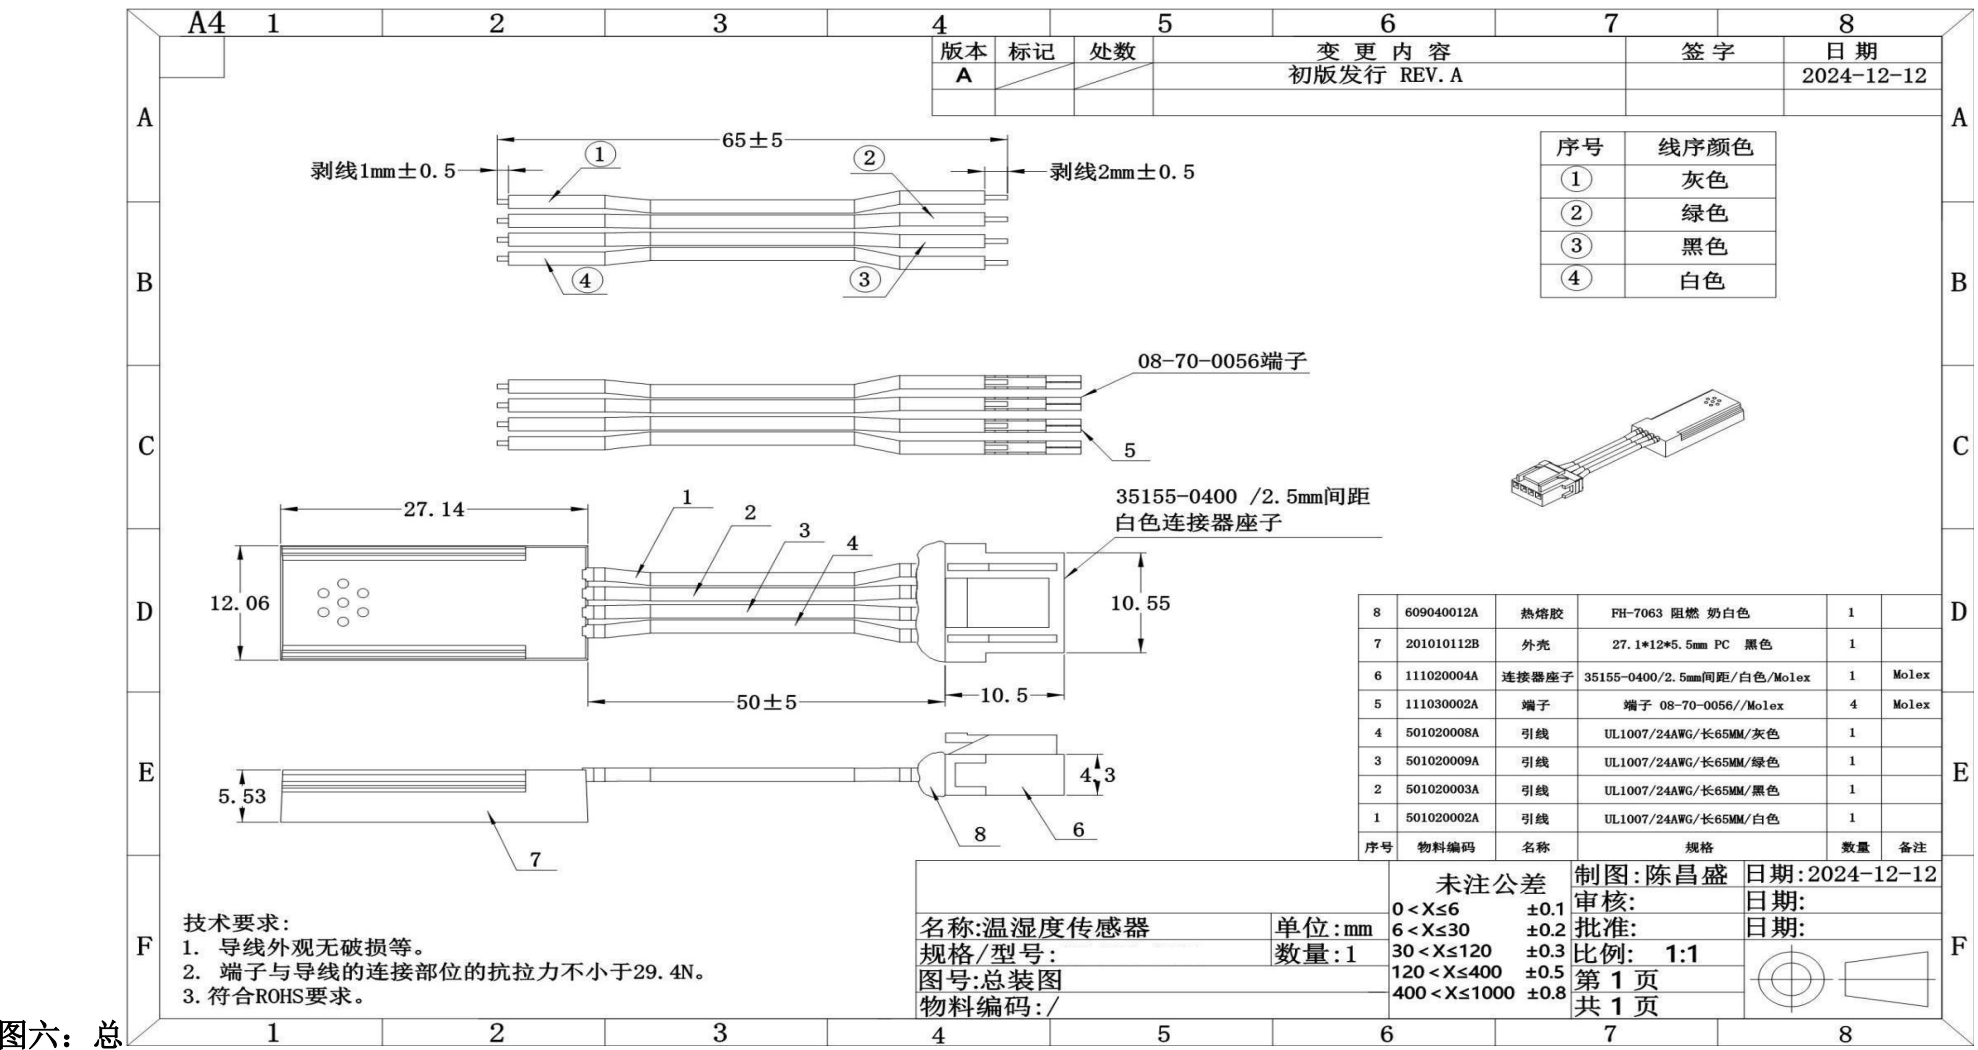 A4 1 2 3 4 5 6 7 8
版本 标记 处数 变更内容 签字 日期
A 初版发行 REV.A 2024-12-12
A A
65±5
剥线1mm±0.5 ① ② 剥线2mm±0.5
④ ③
序号 线序颜色
① 灰色
② 绿色
③ 黑色
④ 白色
B B
08-70-0056端子
5
C C
27.14
1
2
3
4
35155-0400 /2.5mm间距
白色连接器座子
12.06
10.55
50±5
10.5
D D
5.53
4.3
7
8
6
E E
8 609040012A 热熔胶 FH-7063 阻燃 奶白色 1
7 201010112B 外壳 27.1*12*5.5mm PC 黑色 1
6 111020004A 连接器座子 35155-0400/2.5mm间距/白色/Molex 1 Molex
5 111030002A 端子 端子 08-70-0056//Molex 4 Molex
4 501020008A 引线 UL1007/24AWG/长65MM/灰色 1
3 501020009A 引线 UL1007/24AWG/长65MM/绿色 1
2 501020003A 引线 UL1007/24AWG/长65MM/黑色 1
1 501020002A 引线 UL1007/24AWG/长65MM/白色 1
序号 物料编码 名称 规格 数量 备注
技术要求:
1. 导线外观无破损等。
2. 端子与导线的连接部位的抗拉力不小于29.4N。
3.符合ROHS要求。
F F
名称:温湿度传感器 单位:mm
规格/型号: 数量:1
图号:总装图
物料编码:/
未注公差
0<X≤6 ±0.1
6<X≤30 ±0.2
30<X≤120 ±0.3
120<X≤400 ±0.5
400<X≤1000 ±0.8
制图:陈昌盛 日期:2024-12-12
审核: 日期:
批准: 日期:
比例: 1:1
第 1 页
共 1 页
1 2 3 4 5 6 7 8
图六：总